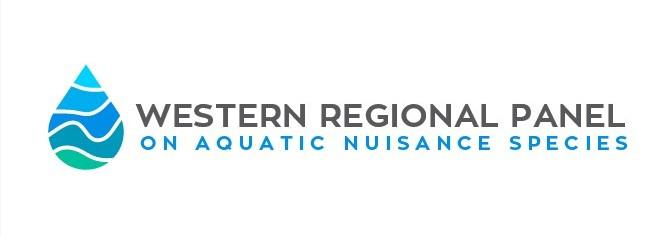 WESTERN REGIONAL PANEL
ON AQUATIC NUISANCE SPECIES